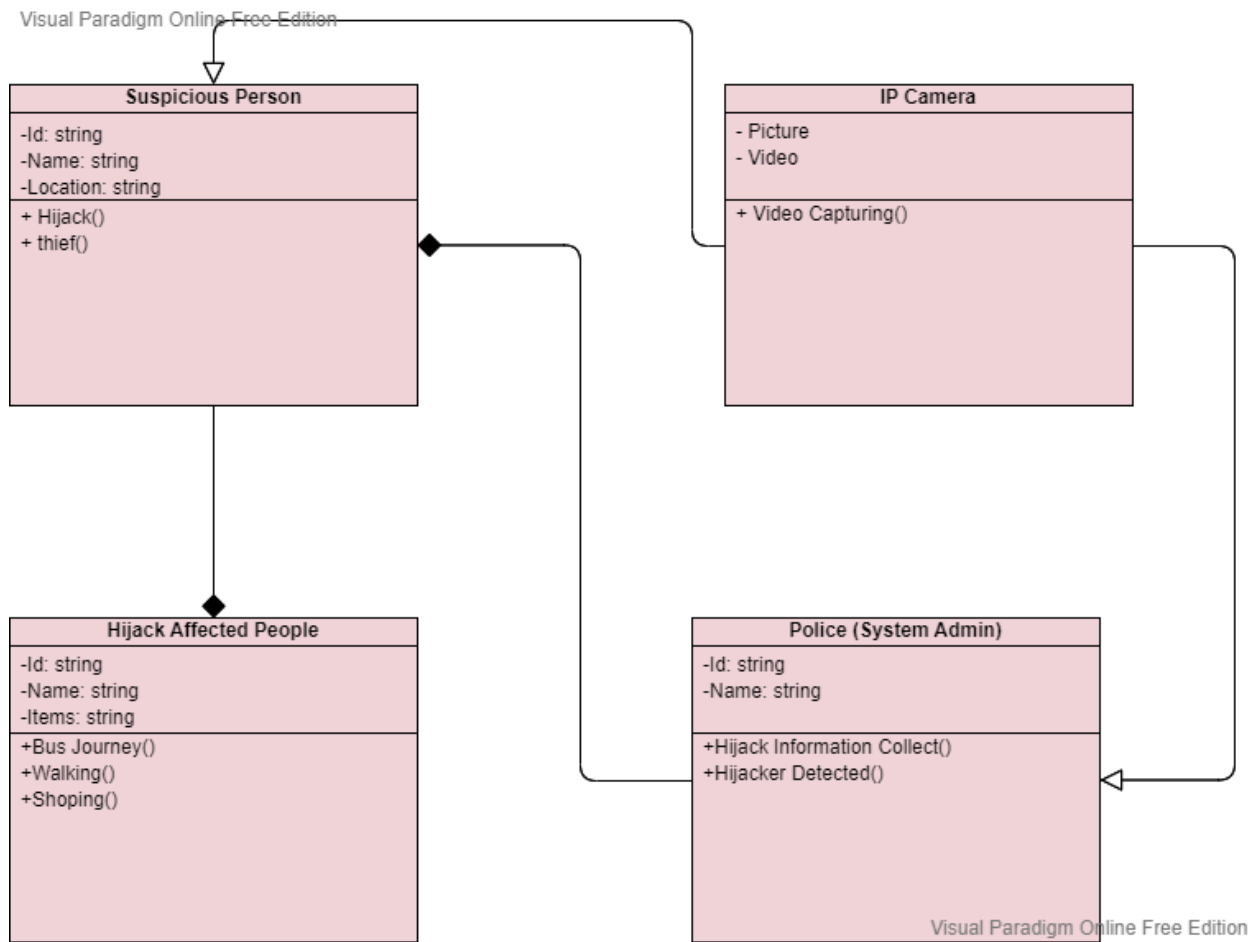 Visual Paradigm Online Free Edition
Suspicious Person
-Id: string
-Name: string
-Location: string
+ Hijack()
+ thief()
IP Camera
- Picture
- Video
+ Video Capturing()
Hijack Affected People
-Id: string
-Name: string
-Items: string
+Bus Journey()
+Walking()
+Shoping()
Police (System Admin)
-Id: string
-Name: string
+Hijack Information Collect()
+Hijacker Detected()
Visual Paradigm Online Free Edition